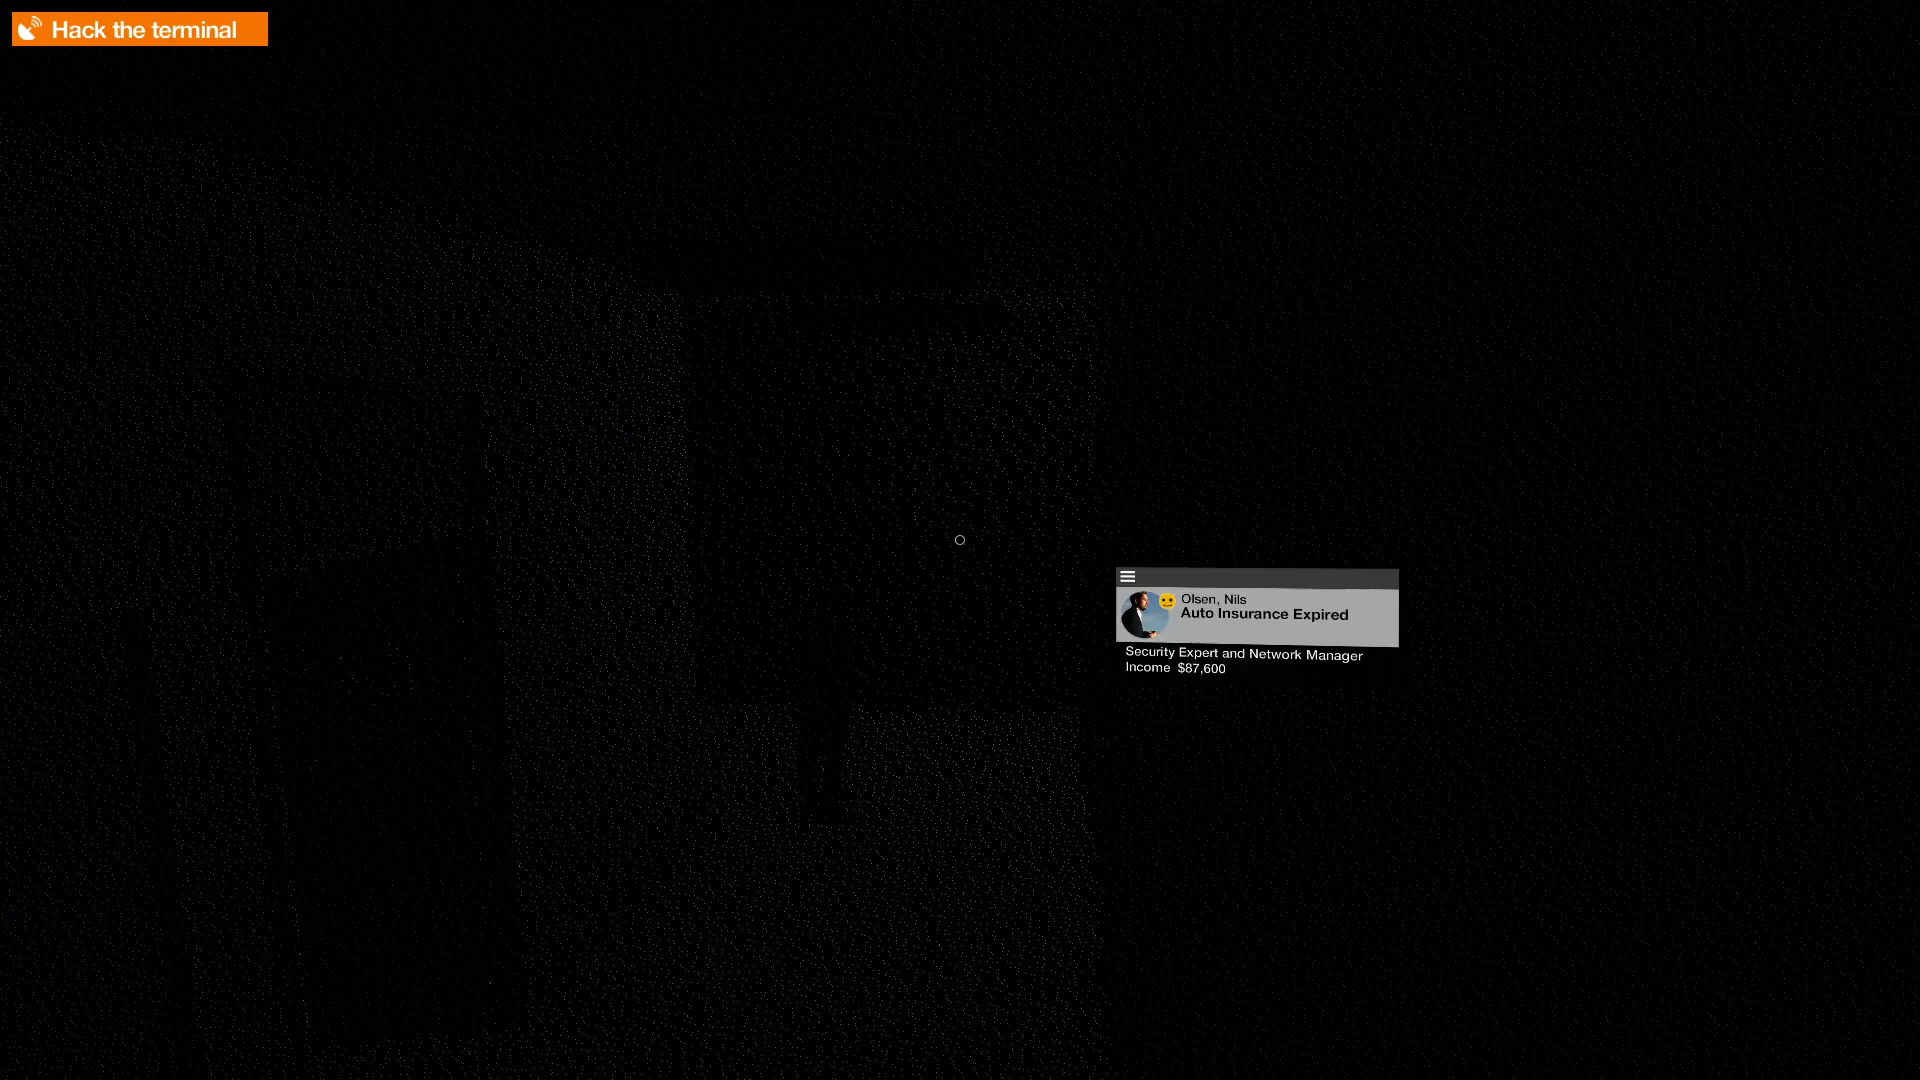 Hack the terminal
Olsen, Nils
Auto Insurance Expired
Security Expert and Network Manager
Income $87,600